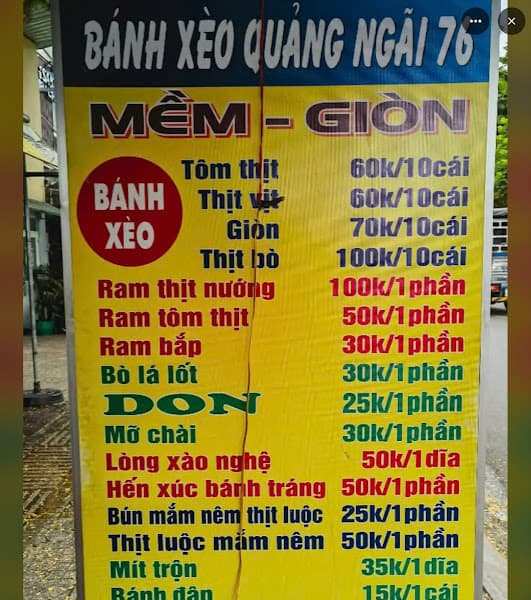 BÁNH XÈO QUẢNG NGÃI 76
MỀM - GIÒN
BÁNH XÈO
Tôm thịt 60k/10cái
Thịt vịt 60k/10cái
Giòn 70k/10cái
Thịt bò 100k/10cái
Ram thịt nướng 100k/1phần
Ram tôm thịt 50k/1phần
Ram bắp 30k/1phần
Bò lá lốt 30k/1phần
DON 25k/1phần
Mỡ chài 30k/1phần
Lòng xào nghệ 50k/1dĩa
Hến xúc bánh tráng 50k/1phần
Bún mắm nêm thịt luộc 25k/1phần
Thịt luộc mắm nêm 50k/1phần
Mít trộn 35k/1dĩa
Bánh đập 15k/1cái